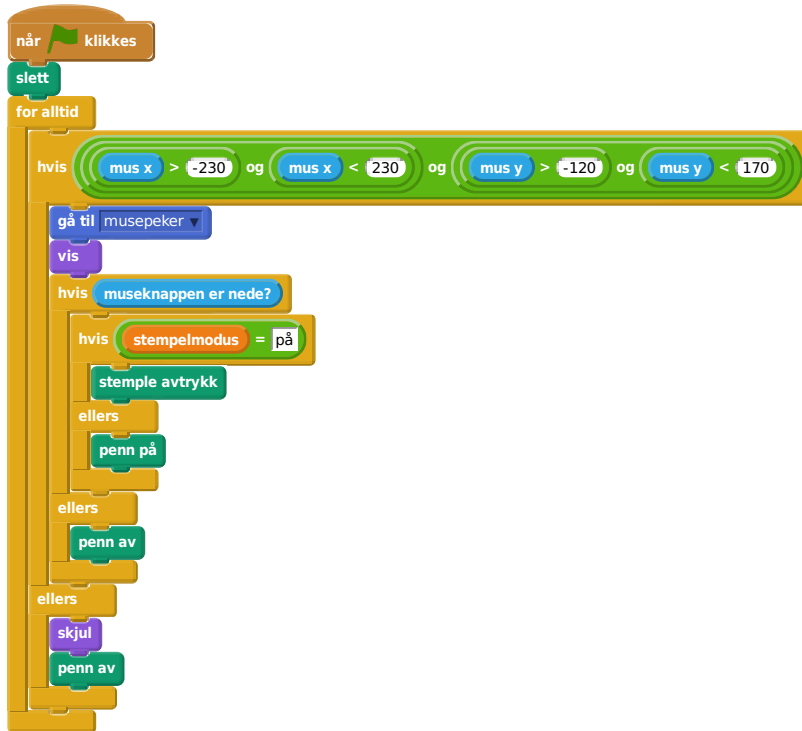 når klikkes
slett
for alltid
hvis mus x > -230 og mus x < 230 og mus y > -120 og mus y < 170
gå til musepeker ▼
vis
hvis museknappen er nede?
hvis stempelmodus = på
stemple avtrykk
ellers
penn på
ellers
penn av
ellers
skjul
penn av